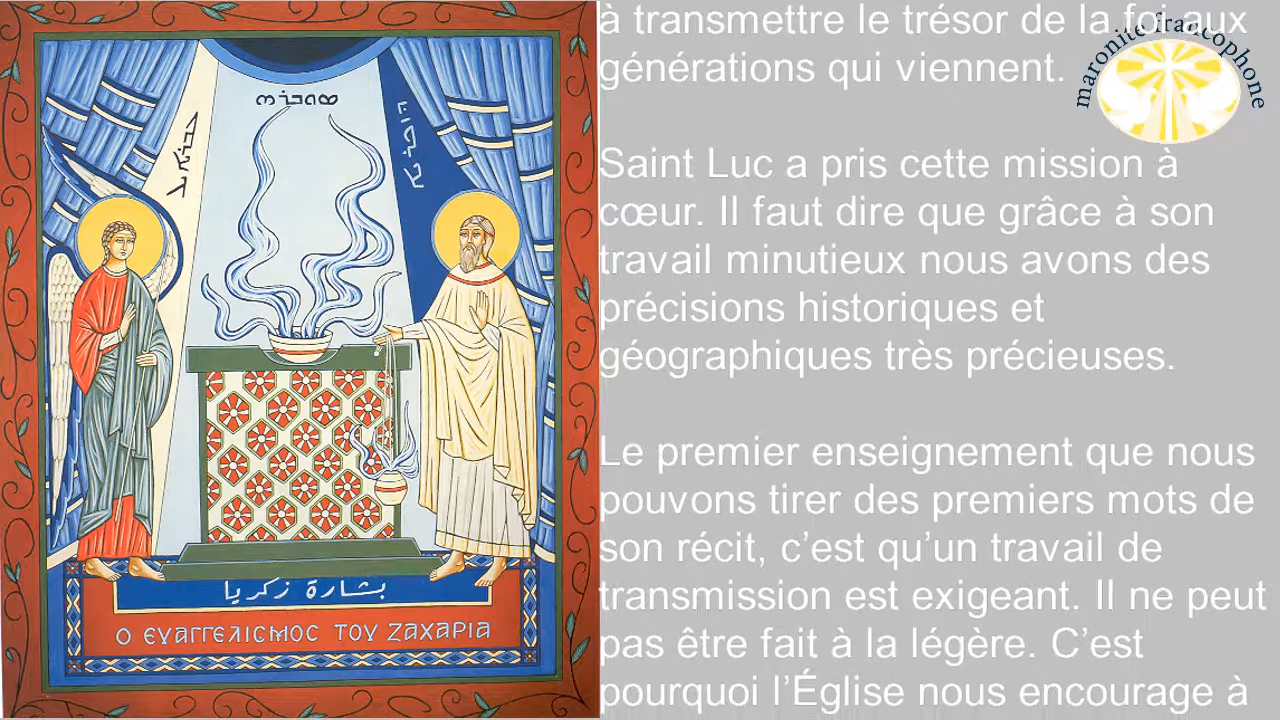 بشارة زكريا
Ο ЄΥΑΓΓЄΛΙCΜΟC ΤΟΥ ΖΑΧΑΡΙΑ
à transmettre le trésor de la foi aux
générations qui viennent.
Saint Luc a pris cette mission à
cœur. Il faut dire que grâce à son
travail minutieux nous avons des
précisions historiques et
géographiques très précieuses.
Le premier enseignement que nous
pouvons tirer des premiers mots de
son récit, c’est qu’un travail de
transmission est exigeant. Il ne peut
pas être fait à la légère. C’est
pourquoi l’Église nous encourage à
maronite francophone